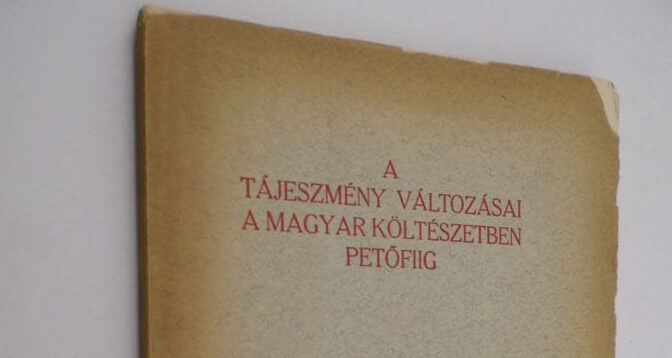 A
TÁJESZMÉNY VÁLTOZÁSAI
A MAGYAR KÖLTÉSZETBEN
PETŐFIIG